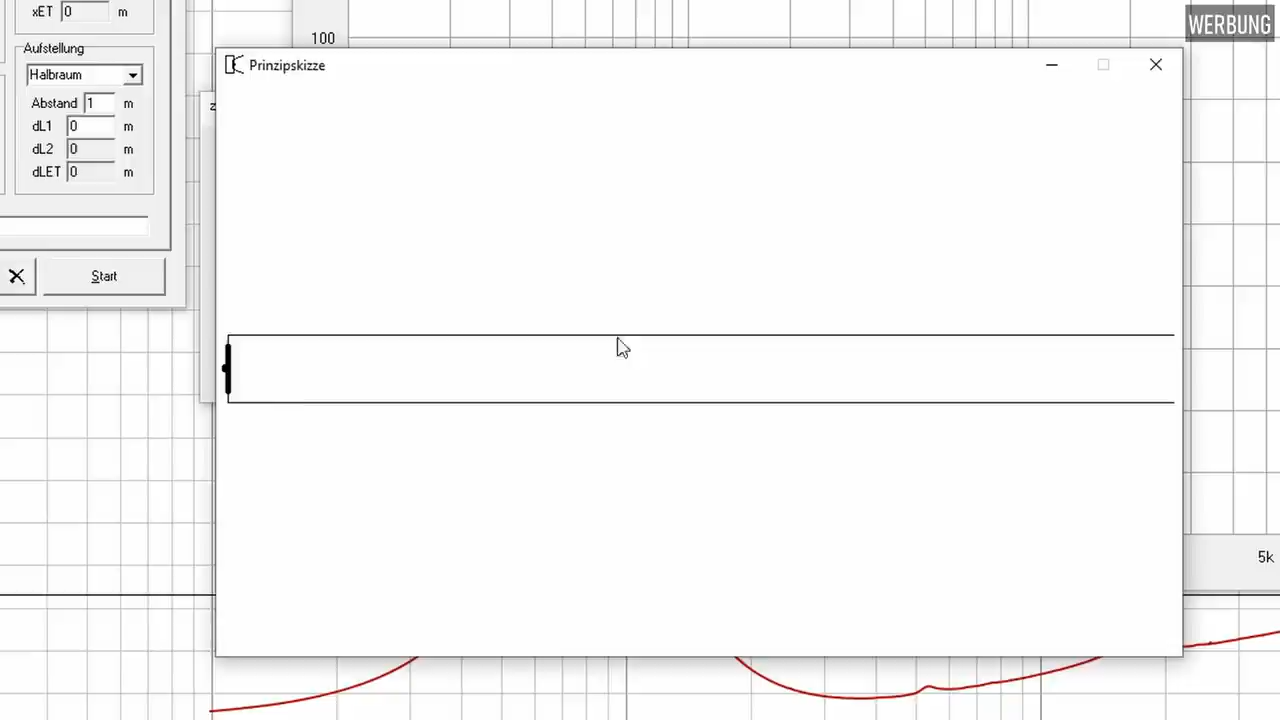 xET 0 m
100
WERBUNG
Aufstellung
Prinzipskizze
Halbraum
Abstand 1 m
z
dL1 0 m
dL2 0 m
dLET 0 m
Start
5k